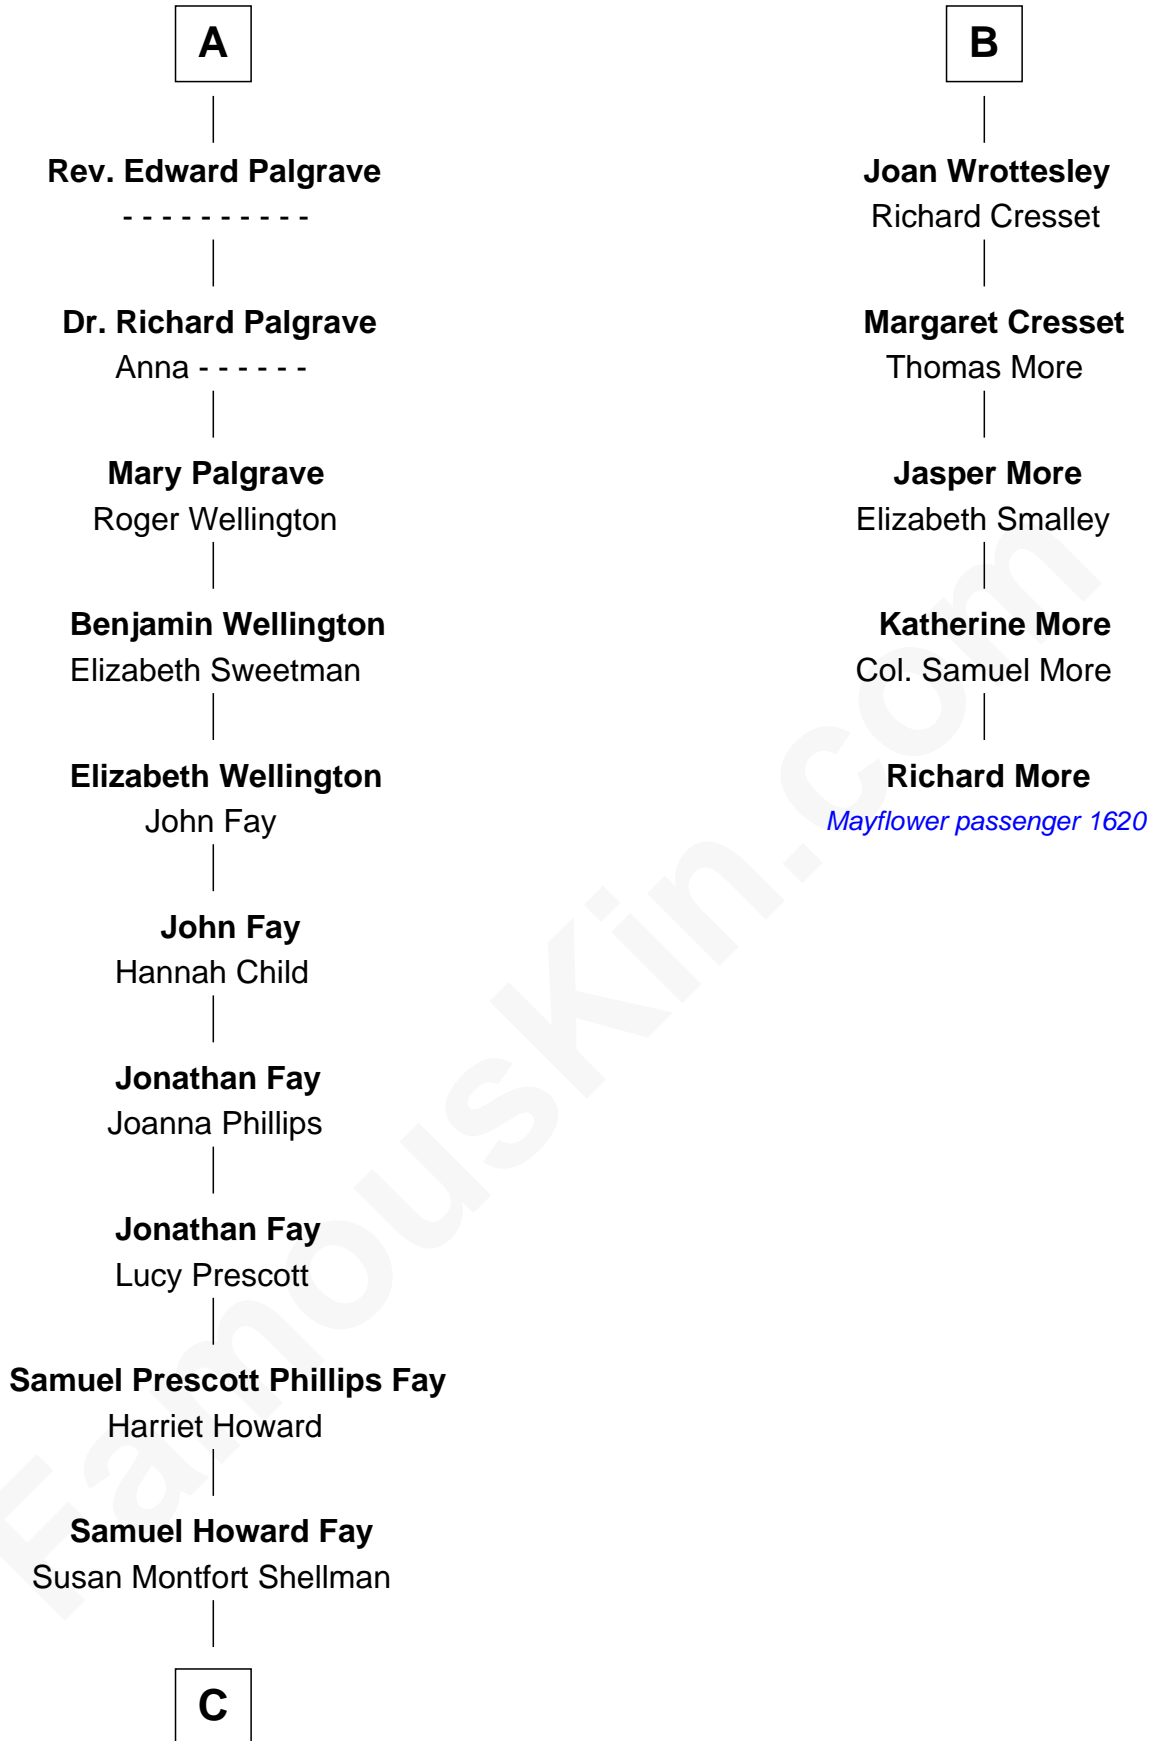 A
Rev. Edward Palgrave
- - - - - - - - - -
Dr. Richard Palgrave
Anna - - - - - -
Mary Palgrave
Roger Wellington
Benjamin Wellington
Elizabeth Sweetman
Elizabeth Wellington
John Fay
John Fay
Hannah Child
Jonathan Fay
Joanna Phillips
Jonathan Fay
Lucy Prescott
Samuel Prescott Phillips Fay
Harriet Howard
Samuel Howard Fay
Susan Montfort Shellman
C
B
Joan Wrottesley
Richard Cresset
Margaret Cresset
Thomas More
Jasper More
Elizabeth Smalley
Katherine More
Col. Samuel More
Richard More
Mayflower passenger 1620
FamousKin.com